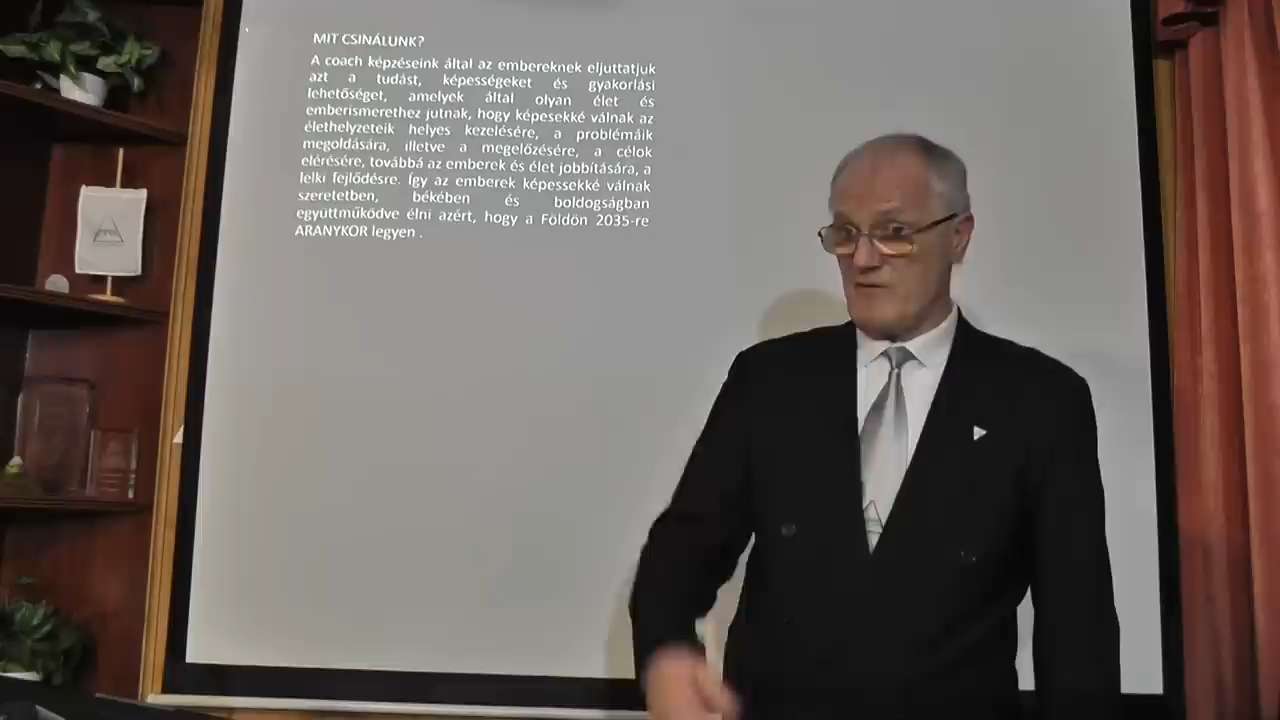 MIT CSINÁLUNK?
A coach képzéseink által az embereknek eljuttatjuk
azt a tudást, képességeket és gyakorlási
lehetőséget, amelyek által olyan élet és
emberismerethez jutnak, hogy képesekké válnak az
élethelyzeteik helyes kezelésére, a problémáik
megoldására, illetve a megelőzésére, a célok
elérésére, továbbá az emberek és élet jobbítására, a
lelki fejlődésre. Így az emberek képessekké válnak
szeretetben, békében és boldogságban
együttműködve élni azért, hogy a Földön 2035-re
ARANYKOR legyen .